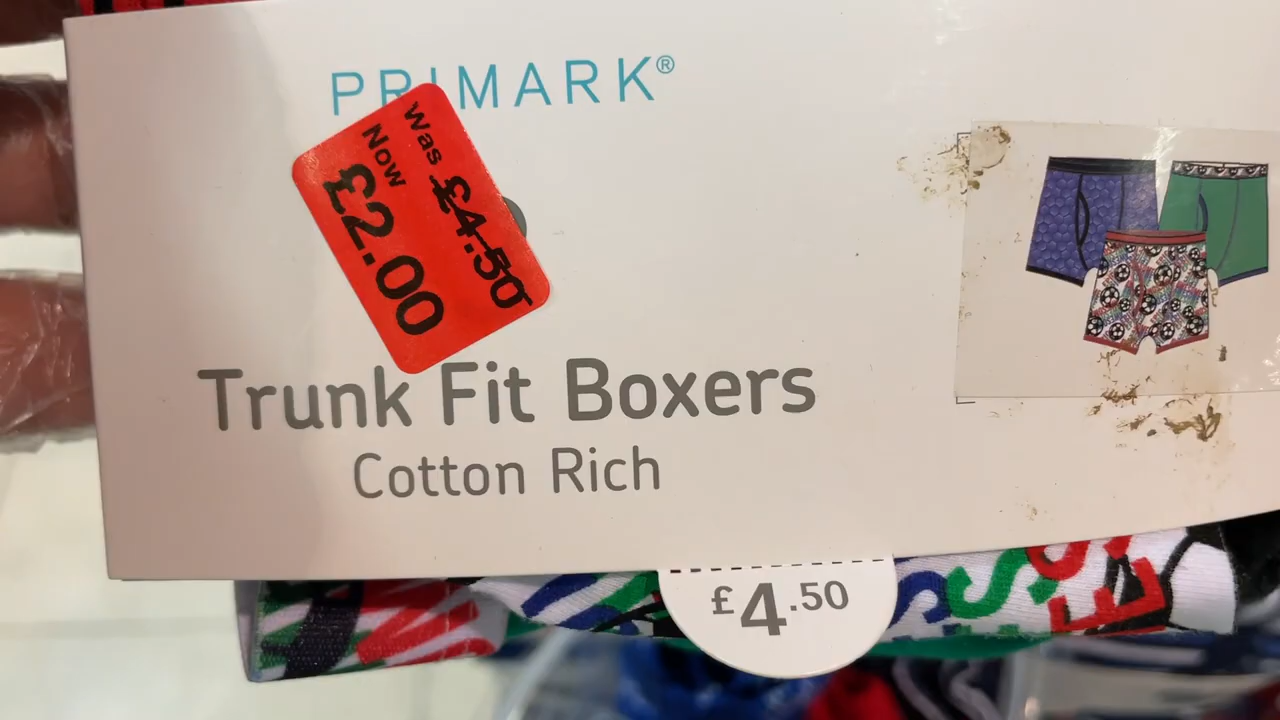 PRIMARK®
Was £4.50
Now
£2.00
Trunk Fit Boxers
Cotton Rich
£4.50